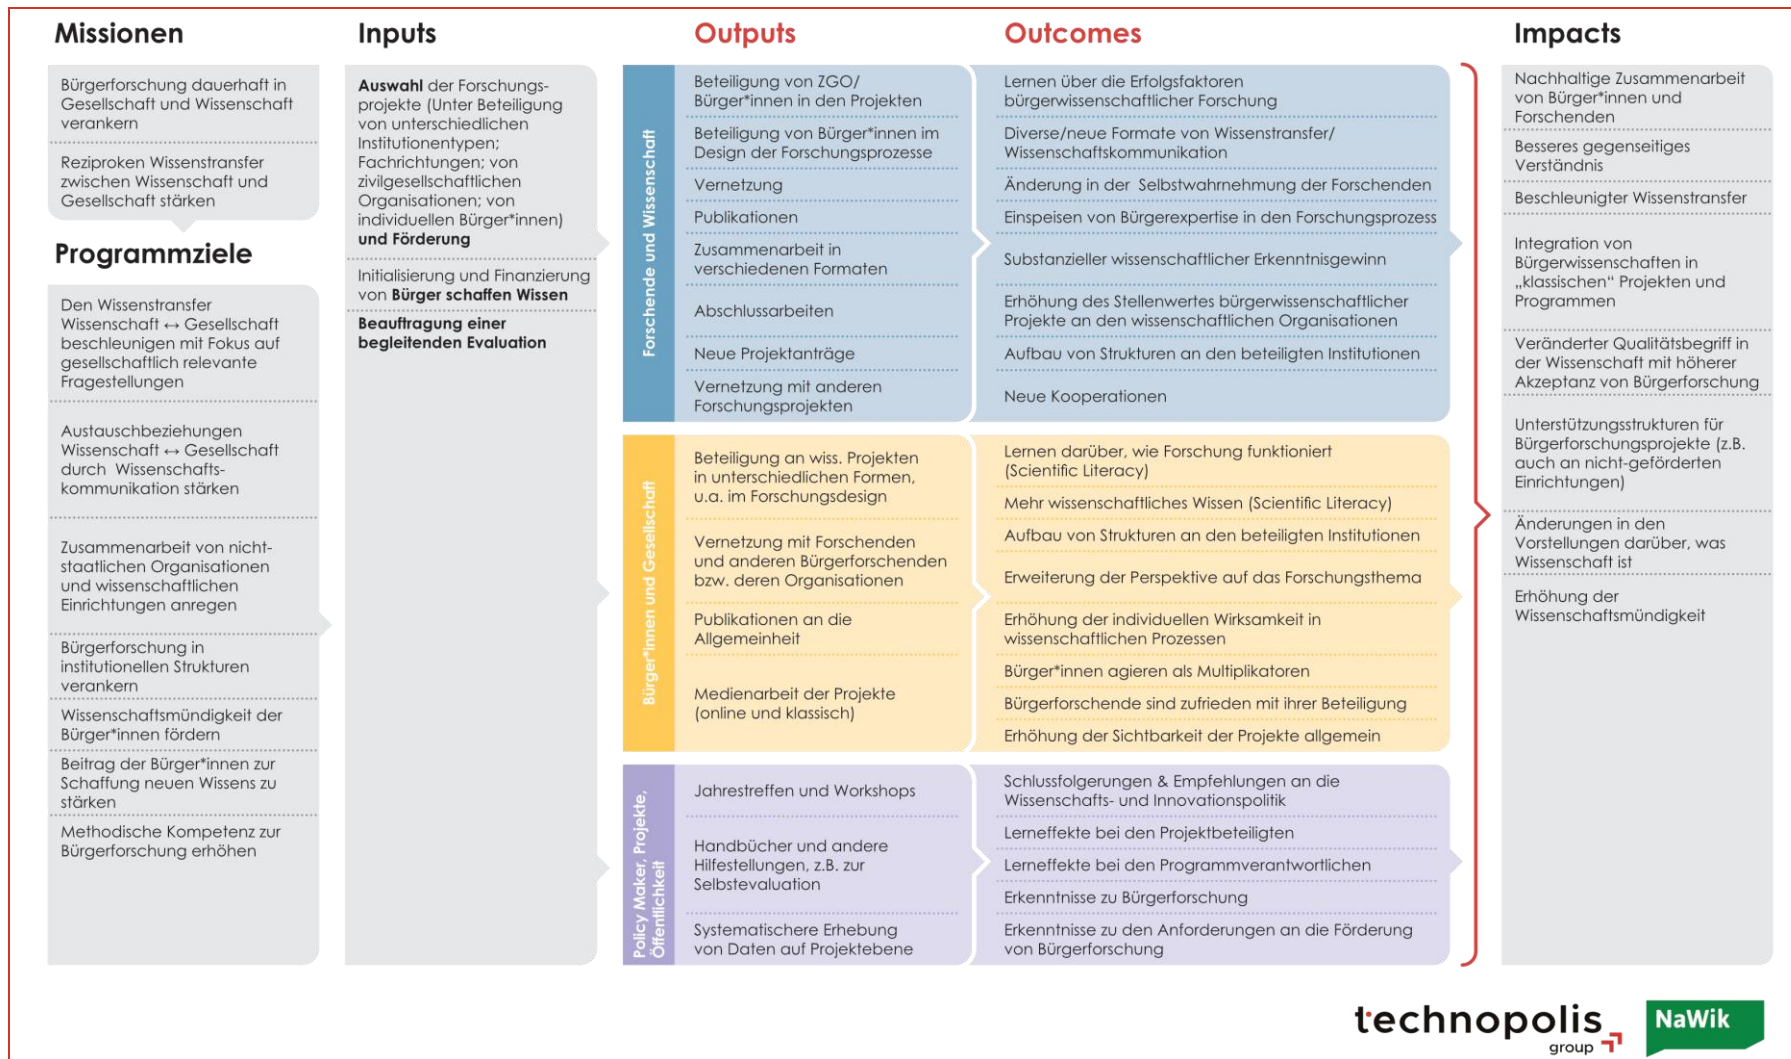 Missionen
Bürgerforschung dauerhaft in
Gesellschaft und Wissenschaft
verankern
Reziproken Wissenstransfer
zwischen Wissenschaft und
Gesellschaft stärken
Programmziele
Den Wissenstransfer
Wissenschaft ↔ Gesellschaft
beschleunigen mit Fokus auf
gesellschaftlich relevante
Fragestellungen
Austauschbeziehungen
Wissenschaft ↔ Gesellschaft
durch Wissenschafts-
kommunikation stärken
Zusammenarbeit von nicht-
staatlichen Organisationen
und wissenschaftlichen
Einrichtungen anregen
Bürgerforschung in
institutionellen Strukturen
verankern
Wissenschaftsmündigkeit der
Bürger*innen fördern
Beitrag der Bürger*innen zur
Schaffung neuen Wissens zu
stärken
Methodische Kompetenz zur
Bürgerforschung erhöhen
Inputs
Auswahl der Forschungs-
projekte (Unter Beteiligung
von unterschiedlichen
Institutionentypen;
Fachrichtungen; von
zivilgesellschaftlichen
Organisationen; von
individuellen Bürger*innen)
und Förderung
Initialisierung und Finanzierung
von Bürger schaffen Wissen
Beauftragung einer
begleitenden Evaluation
Outputs
Outcomes
Forschende und Wissenschaft
Beteiligung von ZGO/
Bürger*innen in den Projekten
Beteiligung von Bürger*innen im
Design der Forschungsprozesse
Vernetzung
Publikationen
Zusammenarbeit in
verschiedenen Formaten
Abschlussarbeiten
Neue Projektanträge
Vernetzung mit anderen
Forschungsprojekten
Lernen über die Erfolgsfaktoren
bürgerwissenschaftlicher Forschung
Diverse/neue Formate von Wissenstransfer/
Wissenschaftskommunikation
Änderung in der Selbstwahrnehmung der Forschenden
Einspeisen von Bürgerexpertise in den Forschungsprozess
Substanzieller wissenschaftlicher Erkenntnisgewinn
Erhöhung des Stellenwertes bürgerwissenschaftlicher
Projekte an den wissenschaftlichen Organisationen
Aufbau von Strukturen an den beteiligten Institutionen
Neue Kooperationen
Bürger*innen und Gesellschaft
Beteiligung an wiss. Projekten
in unterschiedlichen Formen,
u.a. im Forschungsdesign
Vernetzung mit Forschenden
und anderen Bürgerforschenden
bzw. deren Organisationen
Publikationen an die
Allgemeinheit
Medienarbeit der Projekte
(online und klassisch)
Lernen darüber, wie Forschung funktioniert
(Scientific Literacy)
Mehr wissenschaftliches Wissen (Scientific Literacy)
Aufbau von Strukturen an den beteiligten Institutionen
Erweiterung der Perspektive auf das Forschungsthema
Erhöhung der individuellen Wirksamkeit in
wissenschaftlichen Prozessen
Bürger*innen agieren als Multiplikatoren
Bürgerforschende sind zufrieden mit ihrer Beteiligung
Erhöhung der Sichtbarkeit der Projekte allgemein
Policy Maker, Projekte,
Öffentlichkeit
Jahrestreffen und Workshops
Handbücher und andere
Hilfestellungen, z.B. zur
Selbstevaluation
Systematischere Erhebung
von Daten auf Projektebene
Schlussfolgerungen & Empfehlungen an die
Wissenschafts- und Innovationspolitik
Lerneffekte bei den Projektbeteiligten
Lerneffekte bei den Programmverantwortlichen
Erkenntnisse zu Bürgerforschung
Erkenntnisse zu den Anforderungen an die Förderung
von Bürgerforschung
Impacts
Nachhaltige Zusammenarbeit
von Bürger*innen und
Forschenden
Besseres gegenseitiges
Verständnis
Beschleunigter Wissenstransfer
Integration von
Bürgerwissenschaften in
„klassischen“ Projekten und
Programmen
Veränderter Qualitätsbegriff in
der Wissenschaft mit höherer
Akzeptanz von Bürgerforschung
Unterstützungsstrukturen für
Bürgerforschungsprojekte (z.B.
auch an nicht-geförderten
Einrichtungen)
Änderungen in den
Vorstellungen darüber, was
Wissenschaft ist
Erhöhung der
Wissenschaftsmündigkeit
technopolis
group
NaWik